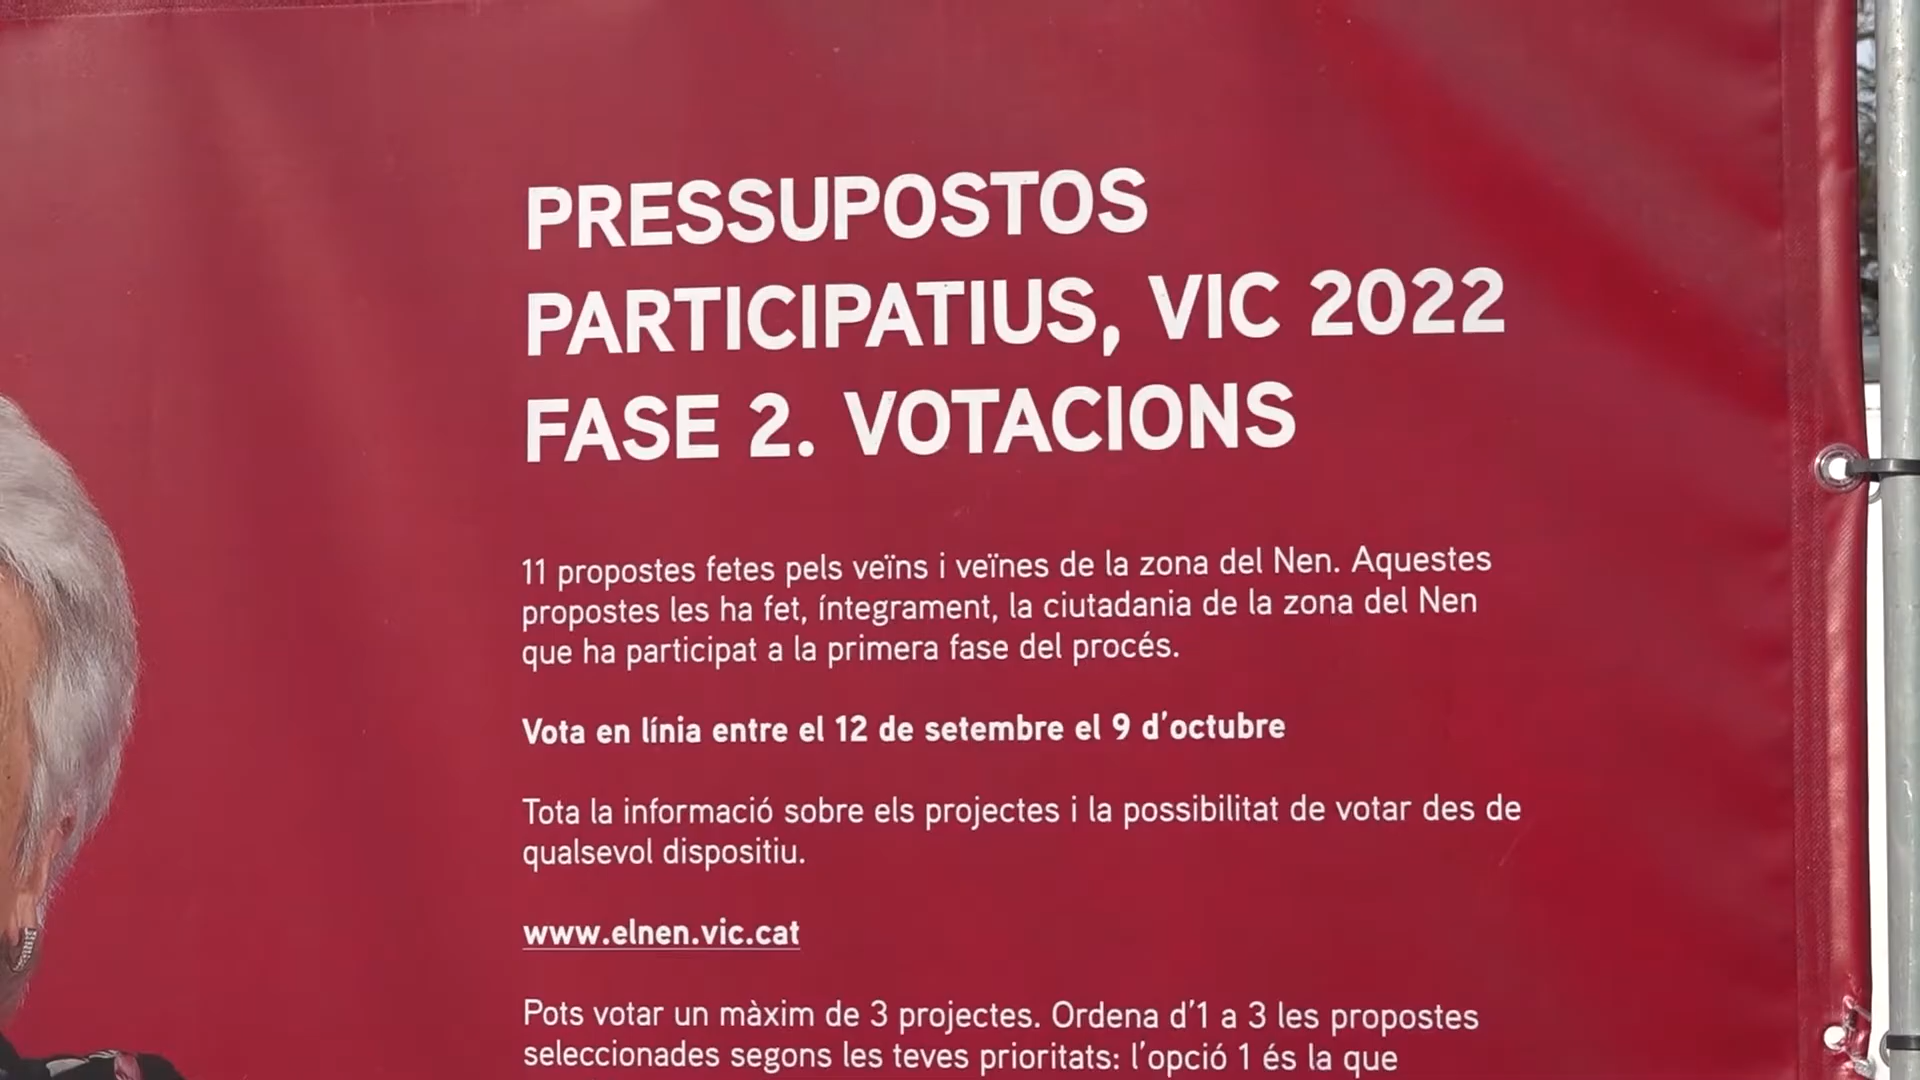 PRESSUPOSTOS
PARTICIPATIUS, VIC 2022
FASE 2. VOTACIONS
11 propostes fetes pels veïns i veïnes de la zona del Nen. Aquestes
propostes les ha fet, íntegrament, la ciutadania de la zona del Nen
que ha participat a la primera fase del procés.
Vota en línia entre el 12 de setembre el 9 d'octubre
Tota la informació sobre els projectes i la possibilitat de votar des de
qualsevol dispositiu.
www.elnen.vic.cat
Pots votar un màxim de 3 projectes. Ordena d'1 a 3 les propostes
seleccionades segons les teves prioritats: l'opció 1 és la que